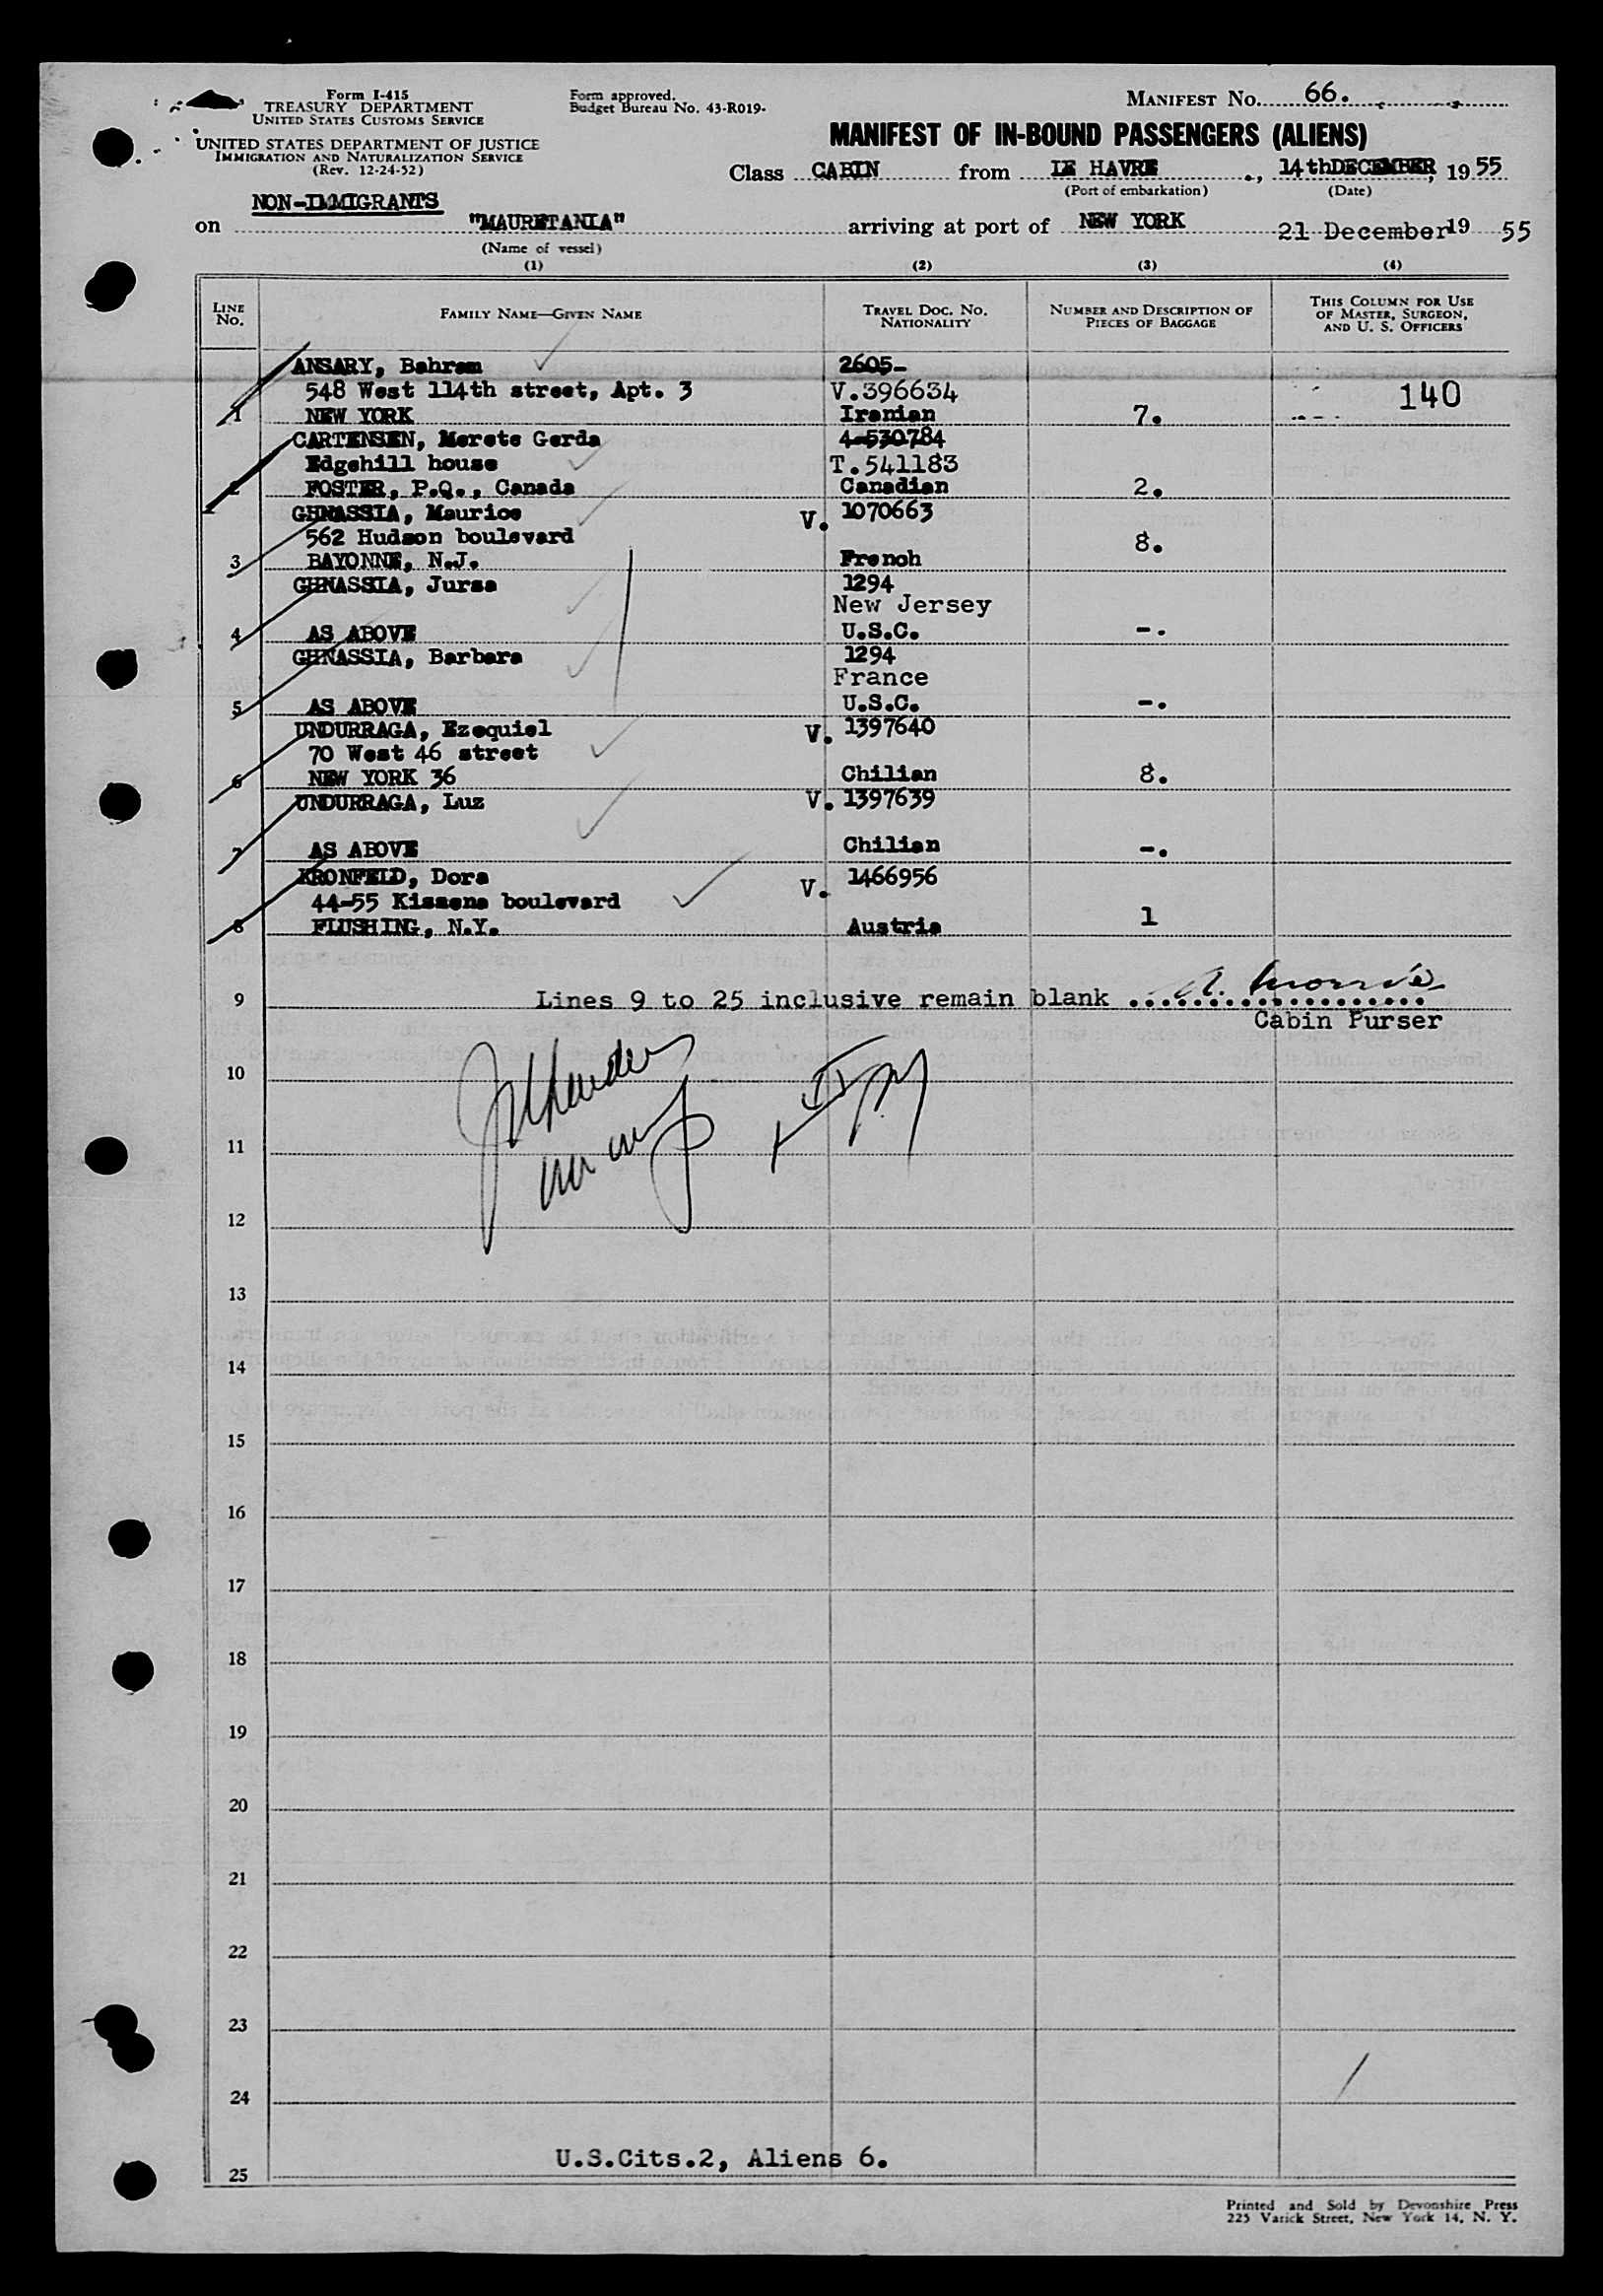 Form I-415
TREASURY DEPARTMENT
UNITED STATES CUSTOMS SERVICE
UNITED STATES DEPARTMENT OF JUSTICE
IMMIGRATION AND NATURALIZATION SERVICE
(Rev. 12-24-52)
Form approved.
Budget Bureau No. 43-R019-
MANIFEST No. 66.
MANIFEST OF IN-BOUND PASSENGERS (ALIENS)
Class CABIN from LE HAVRE, 14thDECEMBER, 1955
(Port of embarkation) (Date)
NON-IMMIGRANTS
on "MAURETANIA" arriving at port of NEW YORK 21 December 19 55
(Name of vessel)
(1) (2) (3) (4)
LINE No. FAMILY NAME—GIVEN NAME TRAVEL DOC. No. NATIONALITY NUMBER AND DESCRIPTION OF PIECES OF BAGGAGE THIS COLUMN FOR USE OF MASTER, SURGEON, AND U. S. OFFICERS
ANSARY, Bahram 2605-
548 West 114th street, Apt. 3 V.396634 140
1 NEW YORK Iranian 7.
CARTENSEN, Merete Gerda 4-530784
Edgehill house T.541183
2 FOSTER, P.Q., Canada Canadian 2.
GHNASSIA, Maurice V. 1070663
562 Hudson boulevard 8.
3 BAYONNE, N.J. French
GHNASSIA, Jursa 1294
New Jersey
4 AS ABOVE U.S.C. -.
GHNASSIA, Barbara 1294
France
5 AS ABOVE U.S.C. -.
UNDURRAGA, Ezequiel V. 1397640
70 West 46 street
6 NEW YORK 36 Chilian 8.
UNDURRAGA, Luz V. 1397639
7 AS ABOVE Chilian -.
KRONFELD, Dora V. 1466956
44-55 Kissena boulevard
8 FLUSHING, N.Y. Austria 1
9 Lines 9 to 25 inclusive remain blank ..................
Cabin Purser
10
11
12
13
14
15
16
17
18
19
20
21
22
23
24
U.S.Cits.2, Aliens 6.
25
Printed and Sold by Devonshire Press
225 Varick Street, New York 14, N. Y.